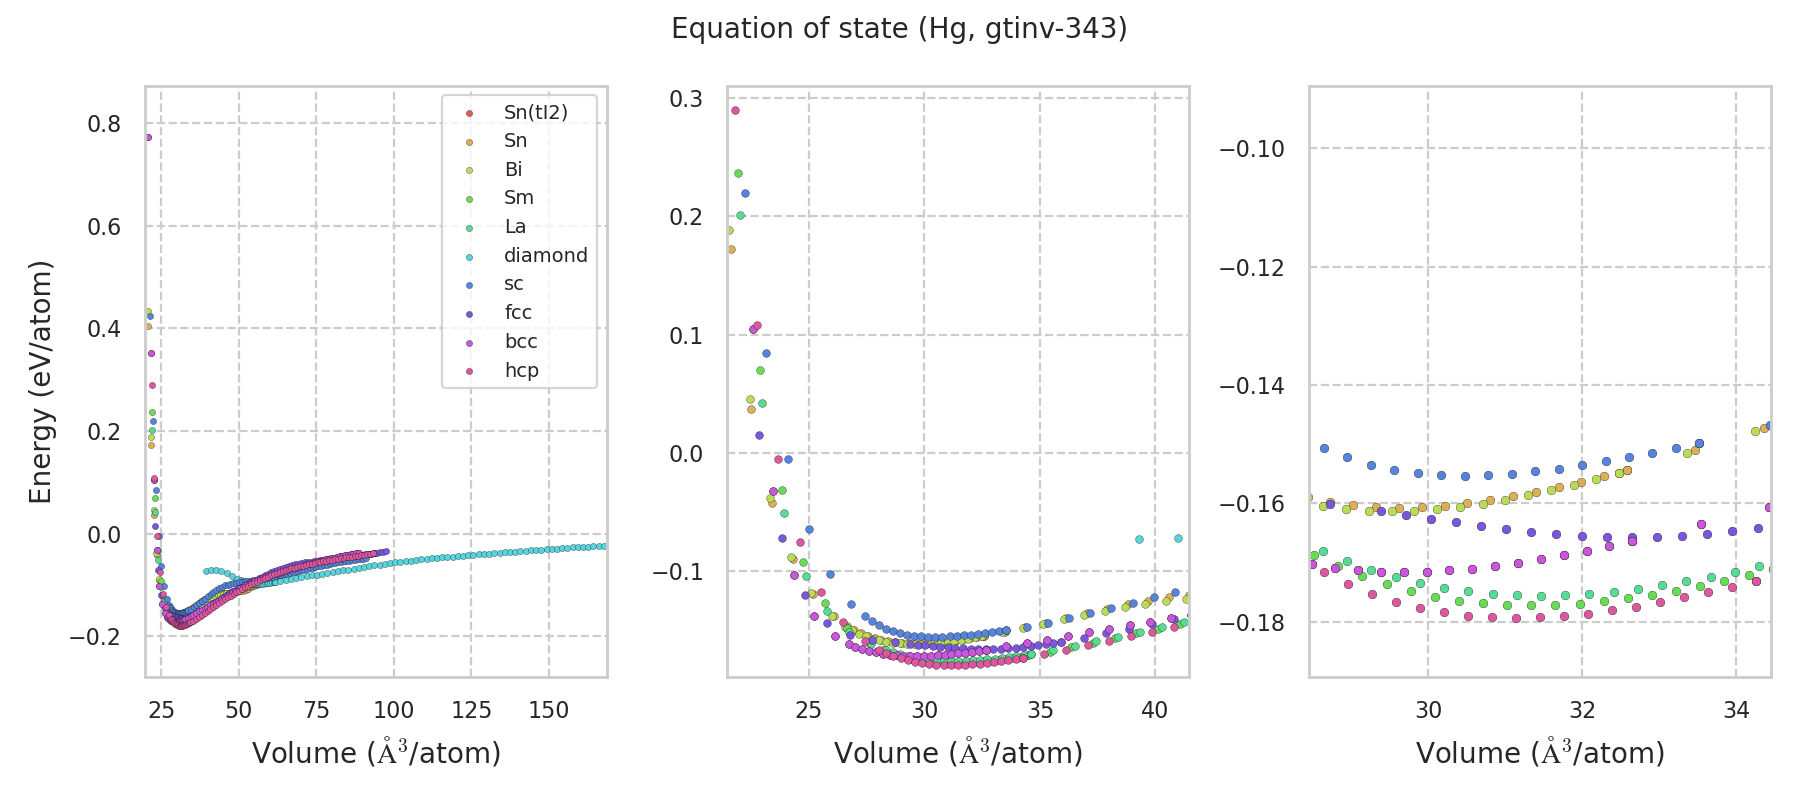 Equation of state (Hg, gtinv-343)
Energy (eV/atom)
0.8
0.6
0.4
0.2
0.0
−0.2
25 50 75 100 125 150
Volume (Å³/atom)
Sn(tI2)
Sn
Bi
Sm
La
diamond
sc
fcc
bcc
hcp
0.3
0.2
0.1
0.0
−0.1
25 30 35 40
Volume (Å³/atom)
−0.10
−0.12
−0.14
−0.16
−0.18
30 32 34
Volume (Å³/atom)